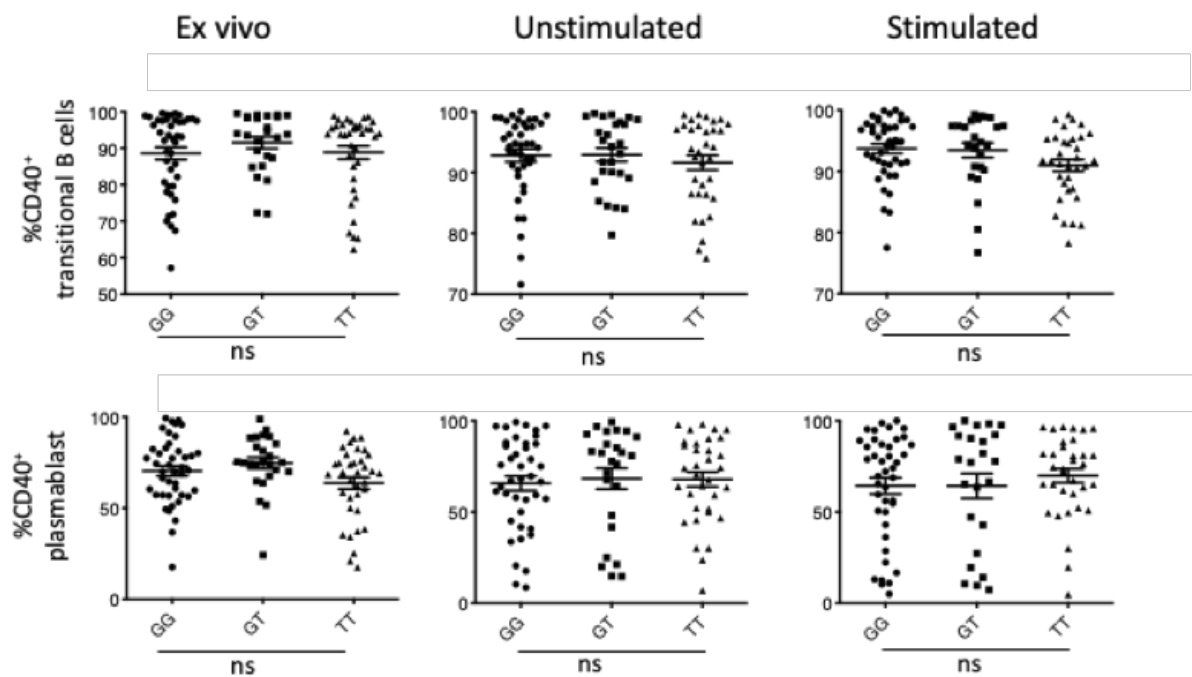 Ex vivo Unstimulated Stimulated
%CD40⁺
transitional B cells
100
90
80
70
60
50
GG GT TT
ns
100
90
80
70
GG GT TT
ns
100
90
80
70
GG GT TT
ns
%CD40⁺
plasmablast
100
50
0
GG GT TT
ns
100
50
0
GG GT TT
ns
100
50
0
GG GT TT
ns